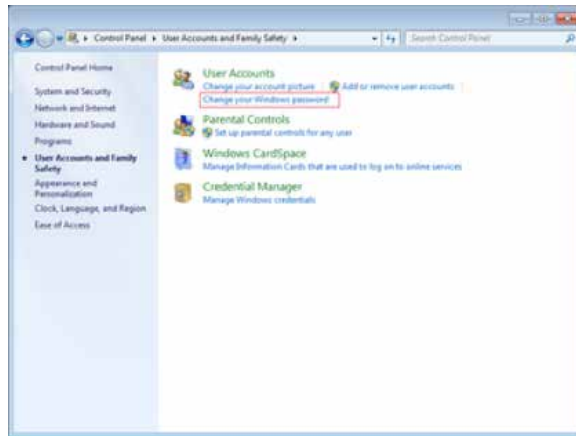 Control Panel ▸ User Accounts and Family Safety ▸
Search Control Panel
Control Panel Home
System and Security
Network and Internet
Hardware and Sound
Programs
User Accounts and Family
Safety
Appearance and
Personalization
Clock, Language, and Region
Ease of Access
User Accounts
Change your account picture
Add or remove user accounts
Change your Windows password
Parental Controls
Set up parental controls for any user
Windows CardSpace
Manage Information Cards that are used to log on to online services
Credential Manager
Manage Windows credentials